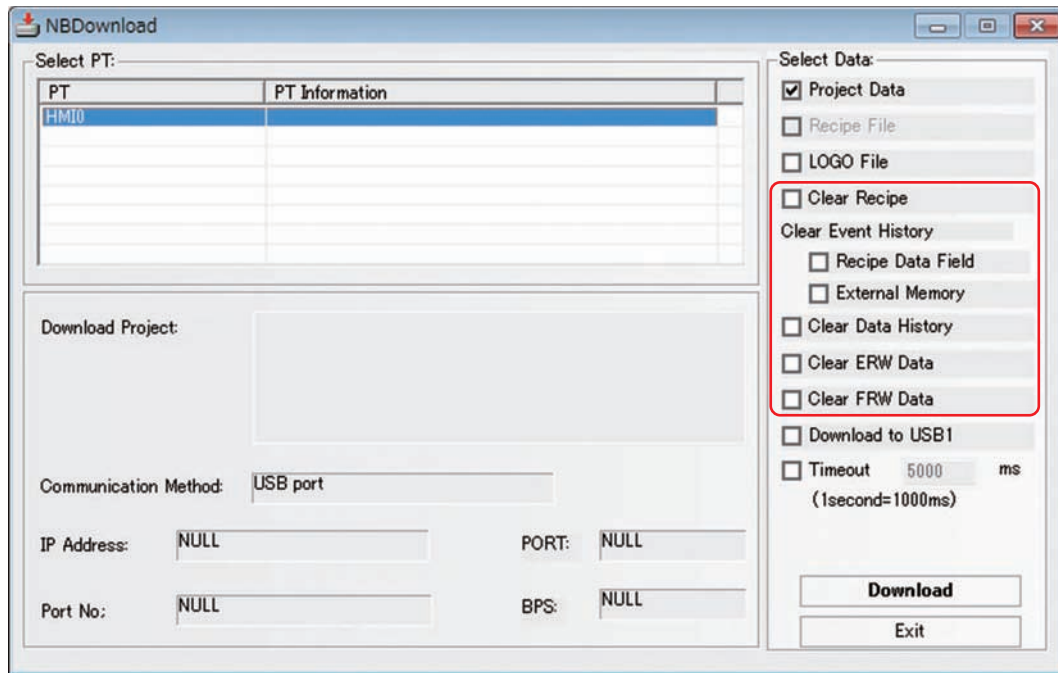 NBDownload
Select PT:
PT PT Information
HMI0
Download Project:
Communication Method: USB port
IP Address: NULL PORT: NULL
Port No.: NULL BPS: NULL
Select Data:
Project Data
Recipe File
LOGO File
Clear Recipe
Clear Event History
Recipe Data Field
External Memory
Clear Data History
Clear ERW Data
Clear FRW Data
Download to USB1
Timeout 5000 ms
(1second=1000ms)
Download
Exit